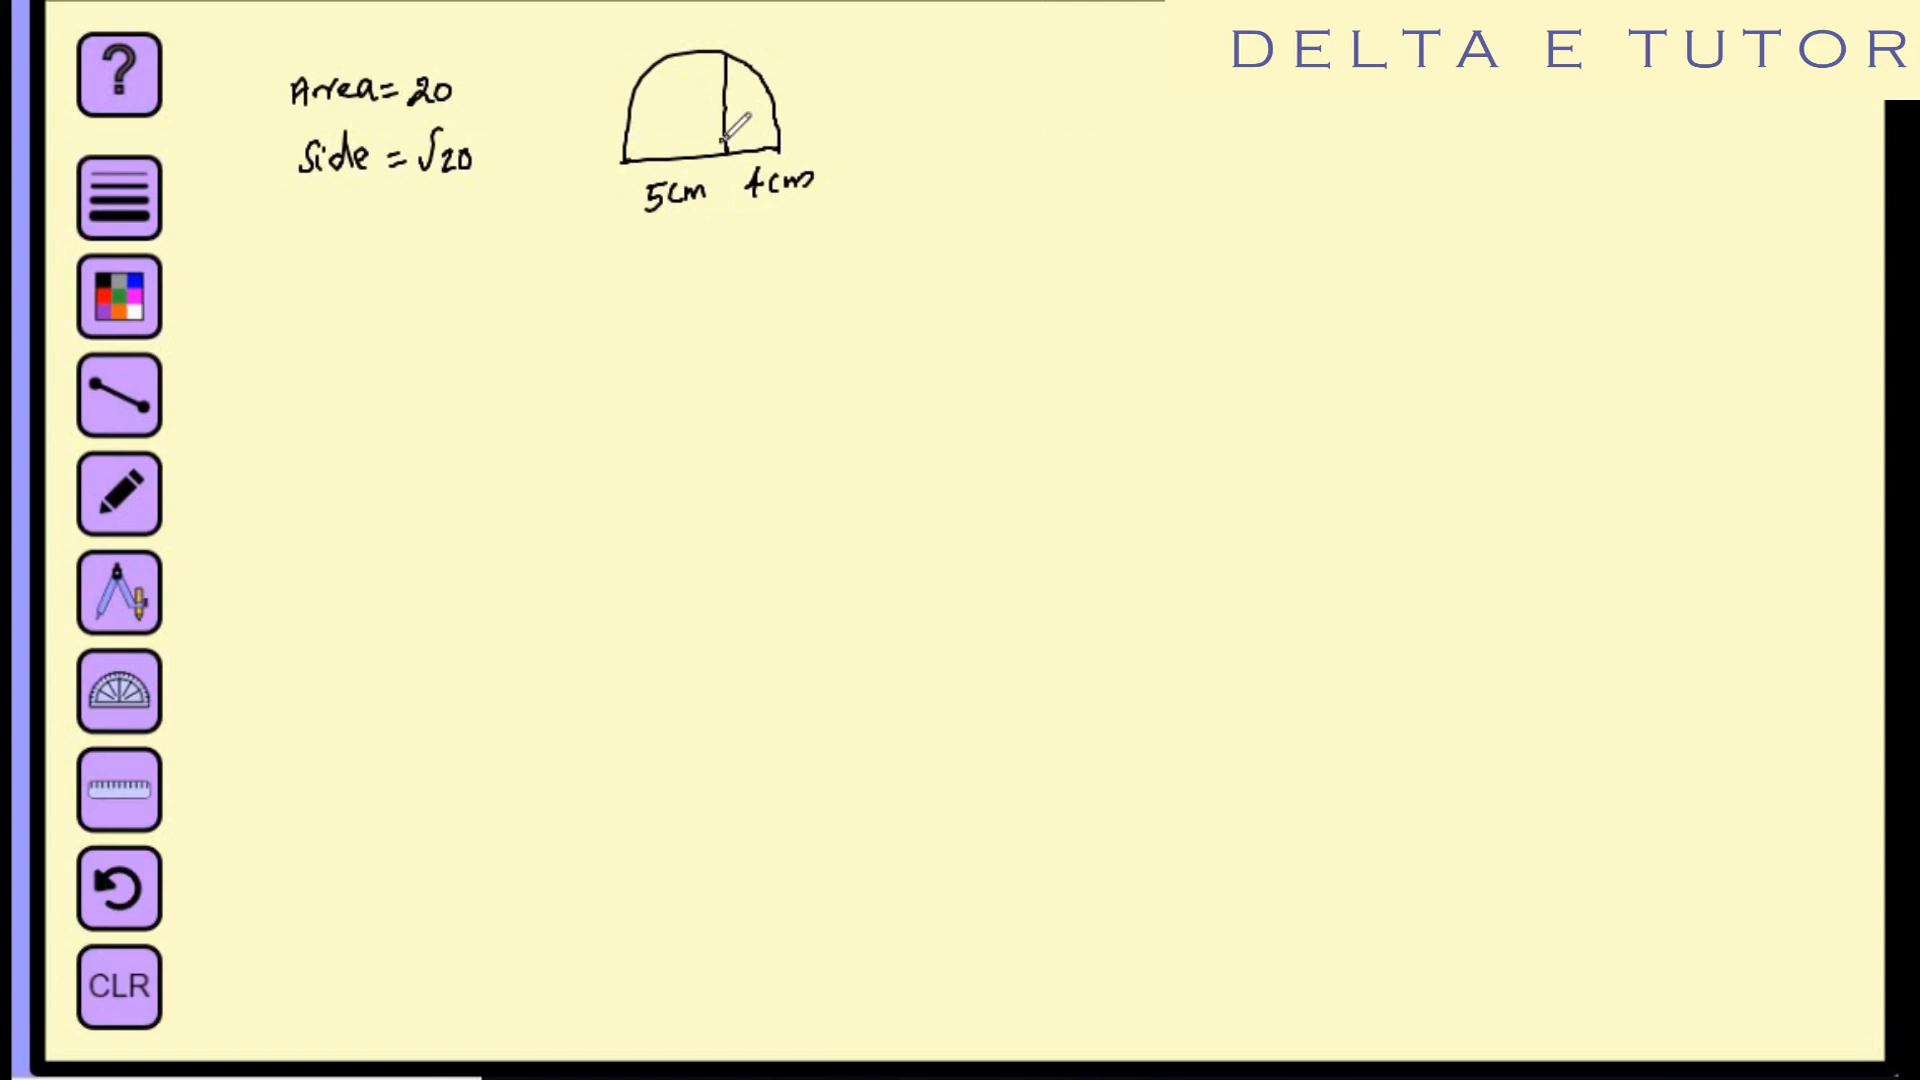 DELTA E TUTOR
Area = 20
Side = √20
5cm 4cm
CLR